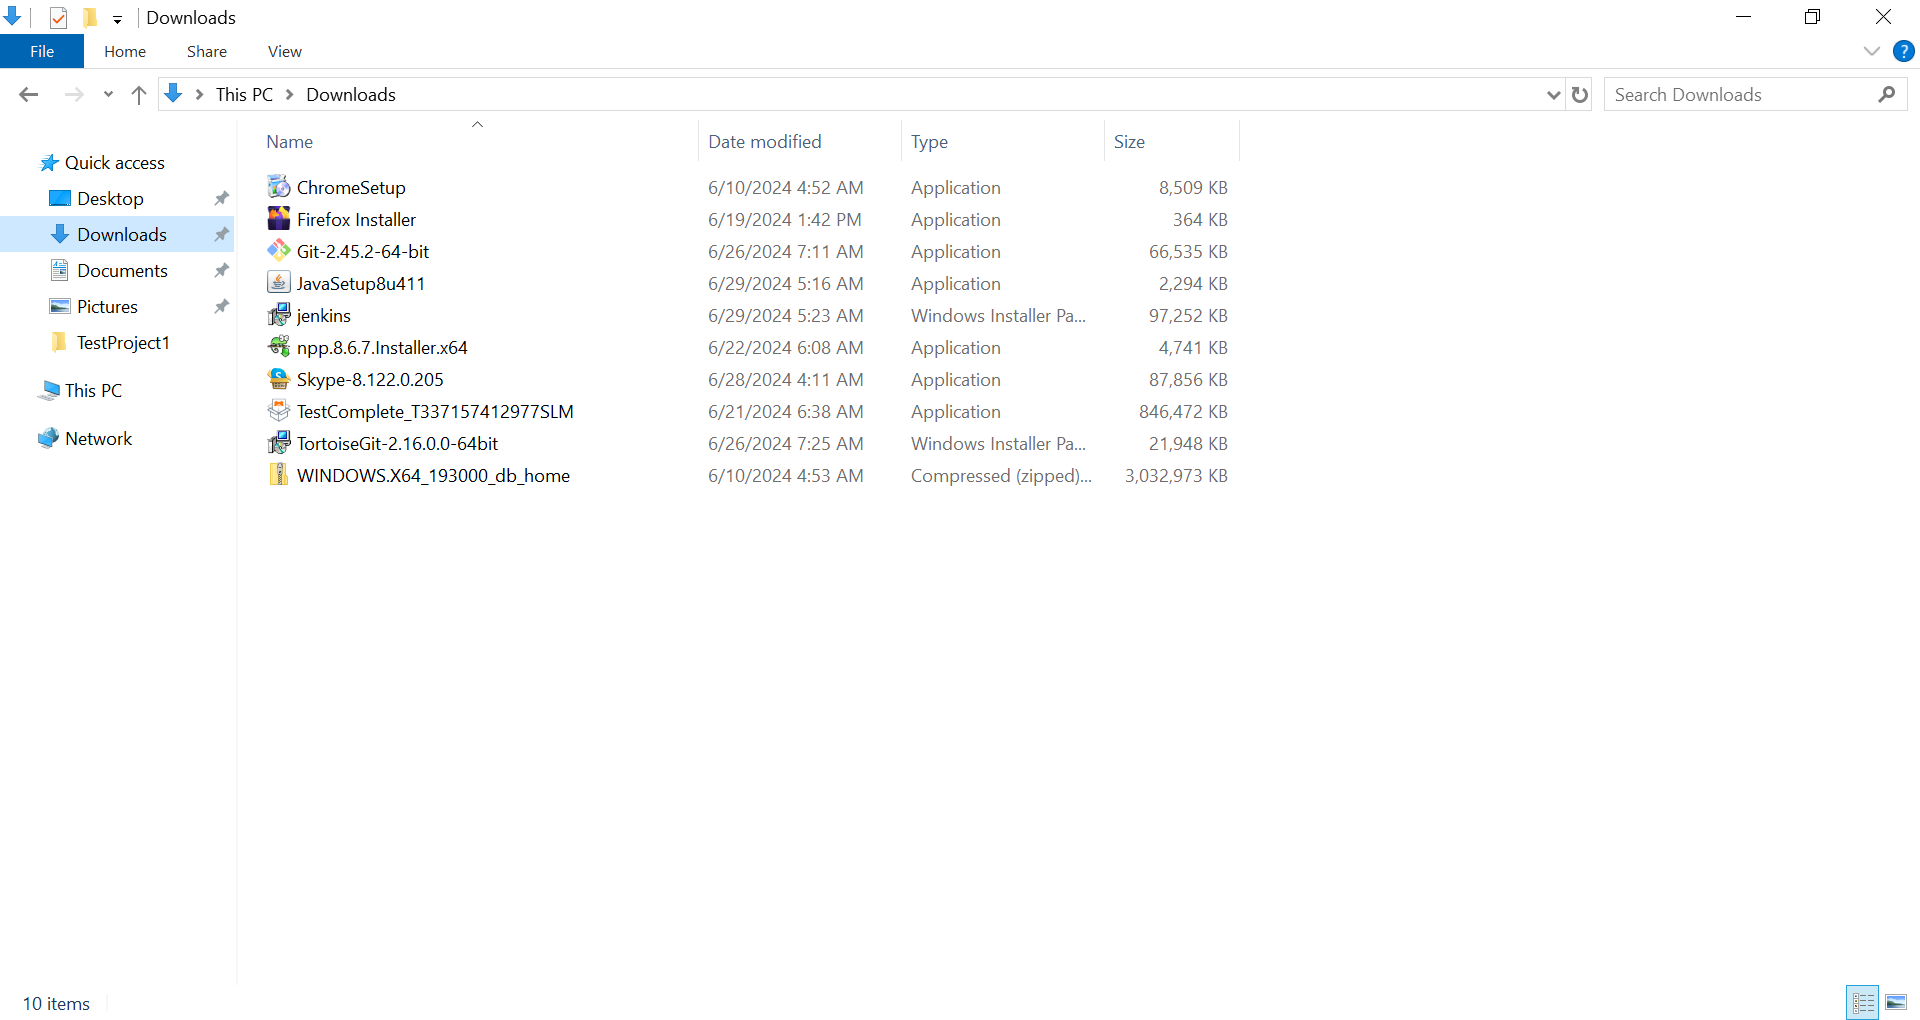 Downloads
File Home Share View
This PC Downloads Search Downloads
Name Date modified Type Size
Quick access
Desktop
Downloads
Documents
Pictures
TestProject1
This PC
Network
ChromeSetup 6/10/2024 4:52 AM Application 8,509 KB
Firefox Installer 6/19/2024 1:42 PM Application 364 KB
Git-2.45.2-64-bit 6/26/2024 7:11 AM Application 66,535 KB
JavaSetup8u411 6/29/2024 5:16 AM Application 2,294 KB
jenkins 6/29/2024 5:23 AM Windows Installer Pa... 97,252 KB
npp.8.6.7.Installer.x64 6/22/2024 6:08 AM Application 4,741 KB
Skype-8.122.0.205 6/28/2024 4:11 AM Application 87,856 KB
TestComplete_T337157412977SLM 6/21/2024 6:38 AM Application 846,472 KB
TortoiseGit-2.16.0.0-64bit 6/26/2024 7:25 AM Windows Installer Pa... 21,948 KB
WINDOWS.X64_193000_db_home 6/10/2024 4:53 AM Compressed (zipped)... 3,032,973 KB
10 items